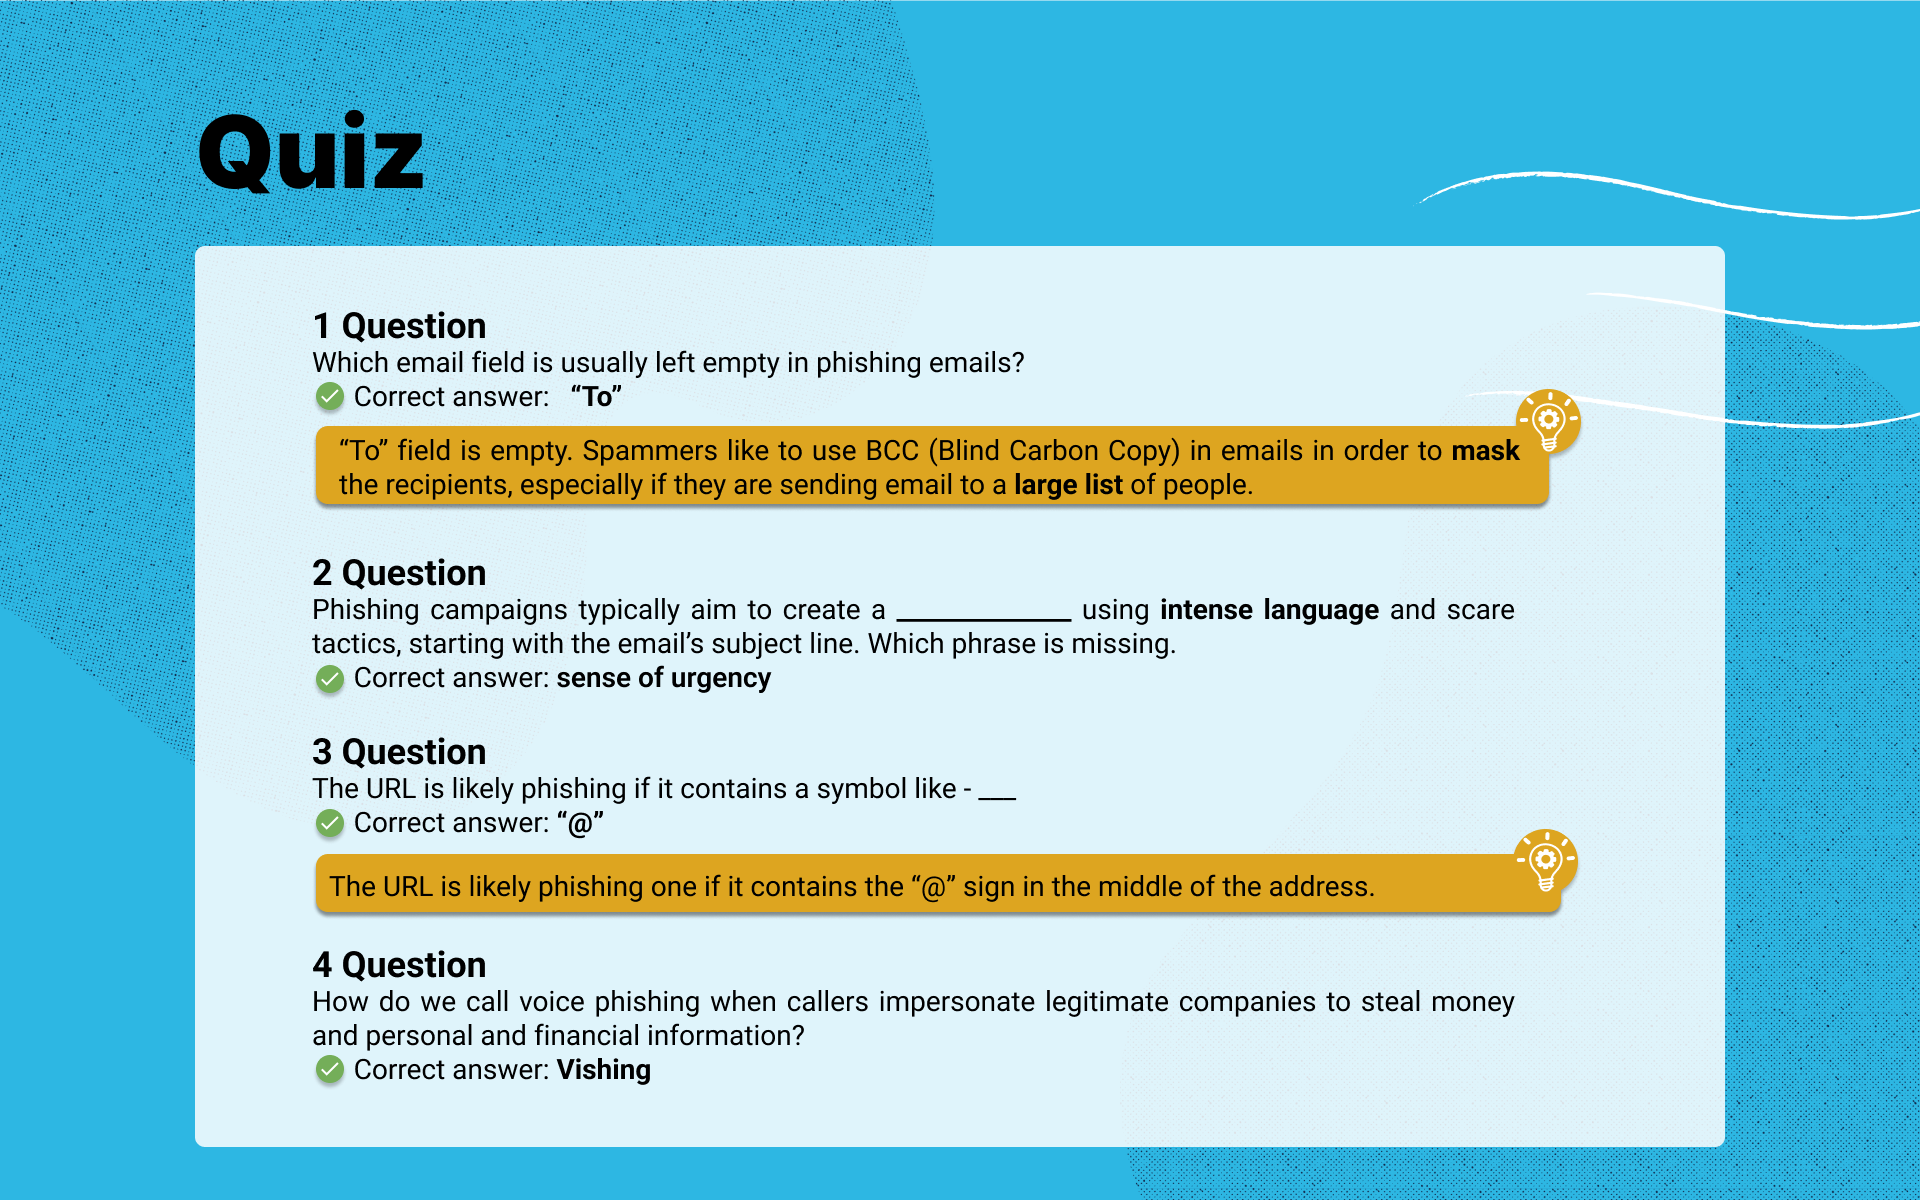 Quiz
1 Question
Which email field is usually left empty in phishing emails?
Correct answer: “To”
“To” field is empty. Spammers like to use BCC (Blind Carbon Copy) in emails in order to mask
the recipients, especially if they are sending email to a large list of people.
2 Question
Phishing campaigns typically aim to create a ____________ using intense language and scare
tactics, starting with the email’s subject line. Which phrase is missing.
Correct answer: sense of urgency
3 Question
The URL is likely phishing if it contains a symbol like - ___
Correct answer: “@”
The URL is likely phishing one if it contains the “@” sign in the middle of the address.
4 Question
How do we call voice phishing when callers impersonate legitimate companies to steal money
and personal and financial information?
Correct answer: Vishing